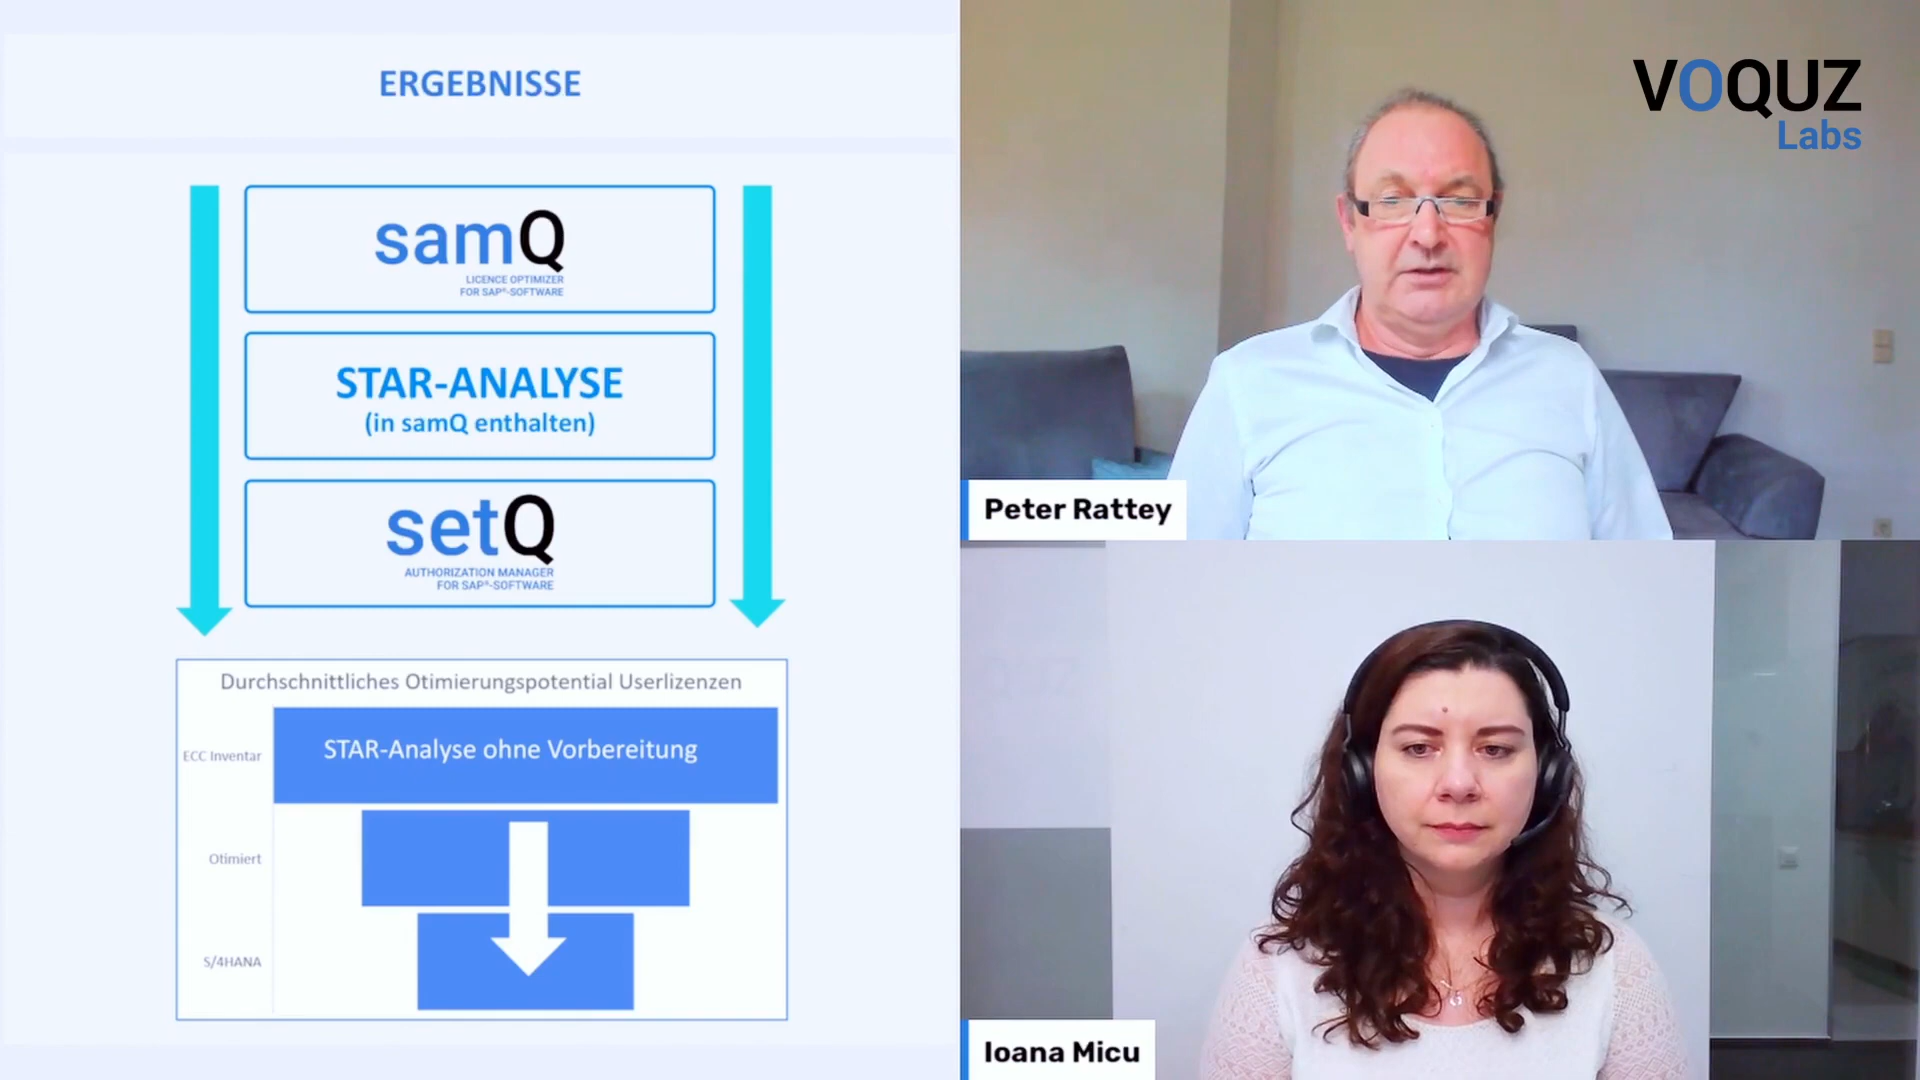 ERGEBNISSE
samQ
LICENCE OPTIMIZER
FOR SAP®-SOFTWARE
STAR-ANALYSE
(in samQ enthalten)
setQ
AUTHORIZATION MANAGER
FOR SAP®-SOFTWARE
Durchschnittliches Otimierungspotential Userlizenzen
ECC Inventar
STAR-Analyse ohne Vorbereitung
Otimiert
S/4HANA
VOQUZ
Labs
Peter Rattey
Ioana Micu